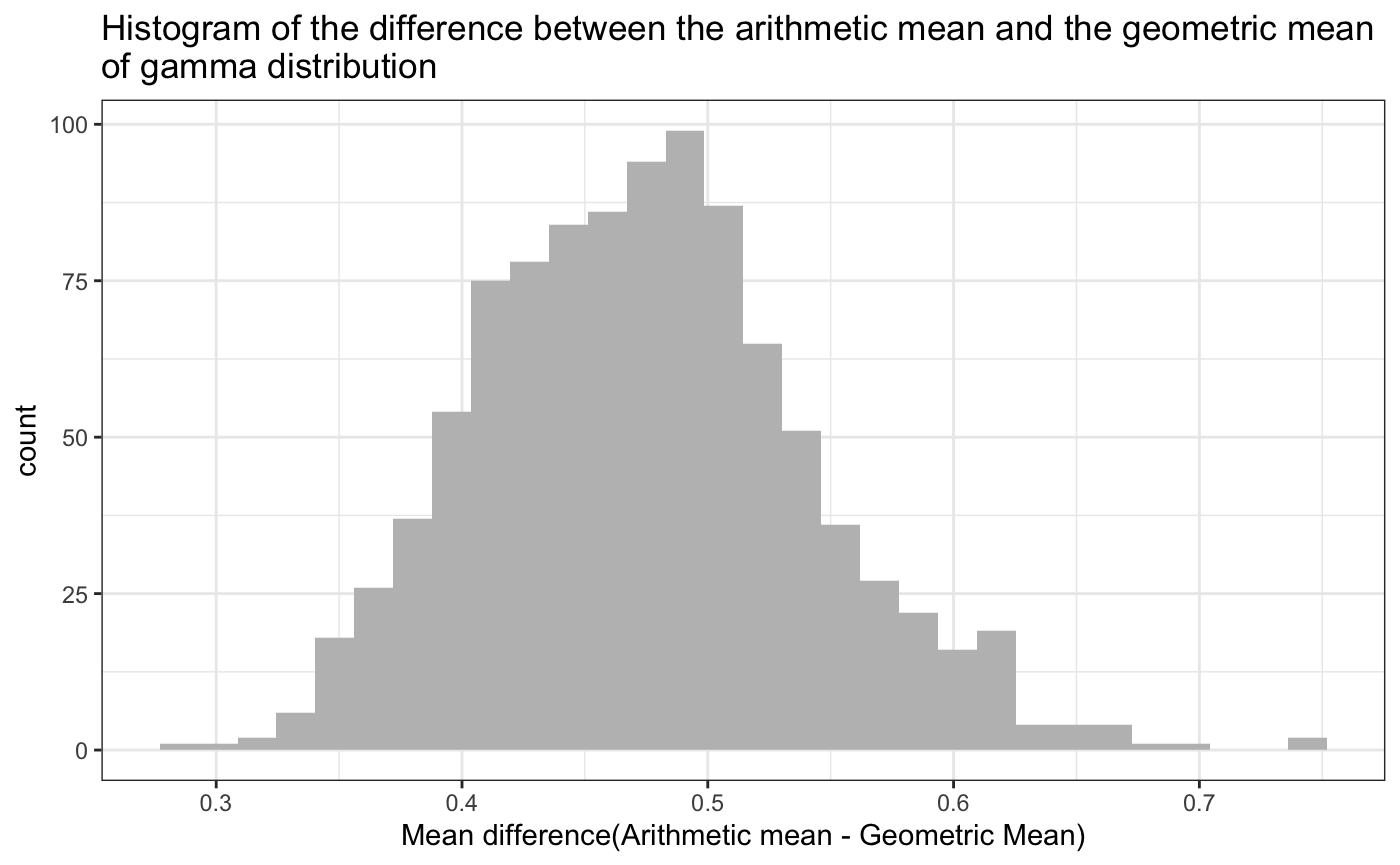 Histogram of the difference between the arithmetic mean and the geometric mean
of gamma distribution
100
75
50
25
0
count
0.3 0.4 0.5 0.6 0.7
Mean difference(Arithmetic mean - Geometric Mean)